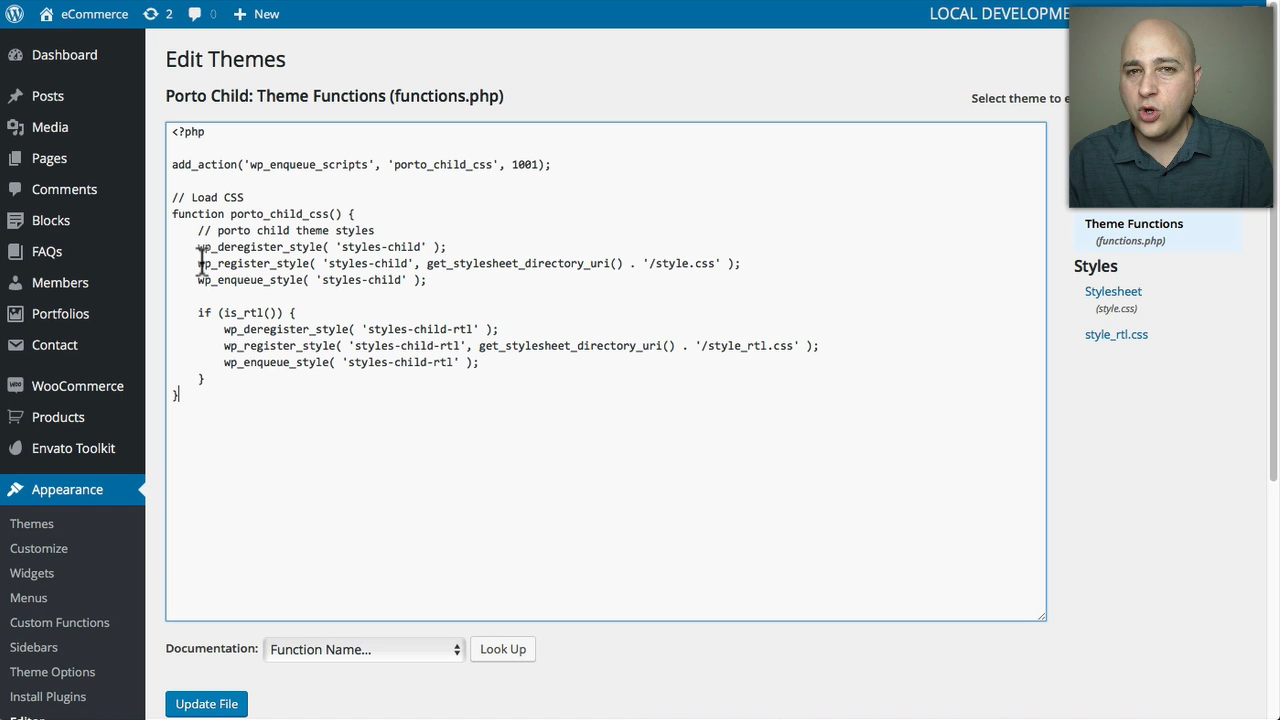 eCommerce 2 0 + New
LOCAL DEVELOPME
Dashboard
Posts
Media
Pages
Comments
Blocks
FAQs
Members
Portfolios
Contact
WooCommerce
Products
Envato Toolkit
Appearance
Themes
Customize
Widgets
Menus
Custom Functions
Sidebars
Theme Options
Install Plugins
Editor
Edit Themes
Porto Child: Theme Functions (functions.php)
Select theme to e
<?php
add_action('wp_enqueue_scripts', 'porto_child_css', 1001);
// Load CSS
function porto_child_css() {
// porto child theme styles
wp_deregister_style( 'styles-child' );
wp_register_style( 'styles-child', get_stylesheet_directory_uri() . '/style.css' );
wp_enqueue_style( 'styles-child' );
if (is_rtl()) {
wp_deregister_style( 'styles-child-rtl' );
wp_register_style( 'styles-child-rtl', get_stylesheet_directory_uri() . '/style_rtl.css' );
wp_enqueue_style( 'styles-child-rtl' );
}
}
Documentation: Function Name... Look Up
Update File
Theme Functions
(functions.php)
Styles
Stylesheet
(style.css)
style_rtl.css